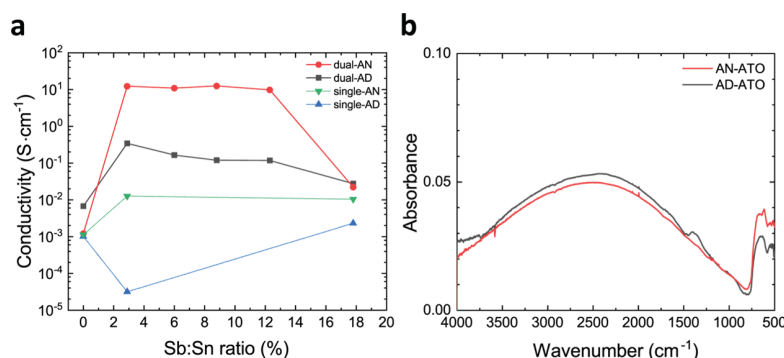 a
10²
10¹
10⁰
10⁻¹
10⁻²
10⁻³
10⁻⁴
10⁻⁵
Conductivity (S·cm⁻¹)
dual-AN
dual-AD
single-AN
single-AD
0 2 4 6 8 10 12 14 16 18 20
Sb:Sn ratio (%)
b
0.10
0.05
0.00
Absorbance
AN-ATO
AD-ATO
4000 3500 3000 2500 2000 1500 1000 500
Wavenumber (cm⁻¹)